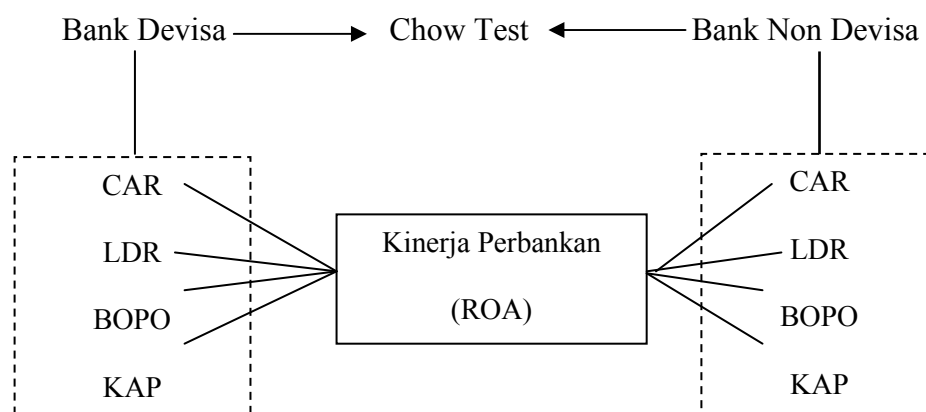 Bank Devisa
Chow Test
Bank Non Devisa
CAR
LDR
BOPO
KAP
Kinerja Perbankan
(ROA)
CAR
LDR
BOPO
KAP